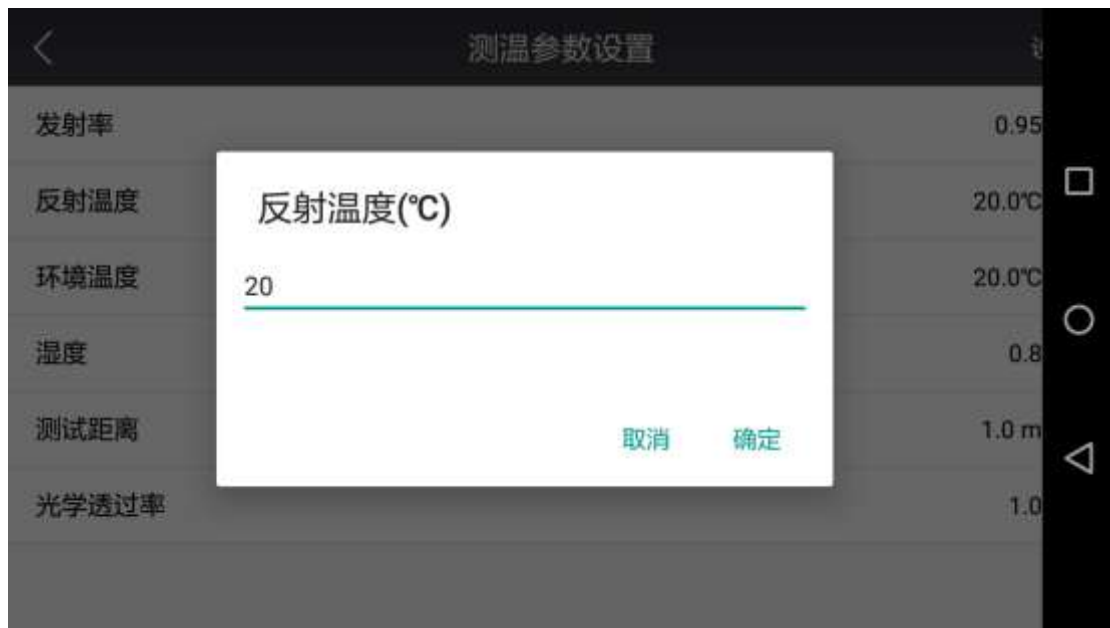 测温参数设置
发射率 0.95
反射温度 20.0℃
环境温度 20.0℃
湿度 0.8
测试距离 1.0 m
光学透过率 1.0
反射温度(℃)
20
取消 确定